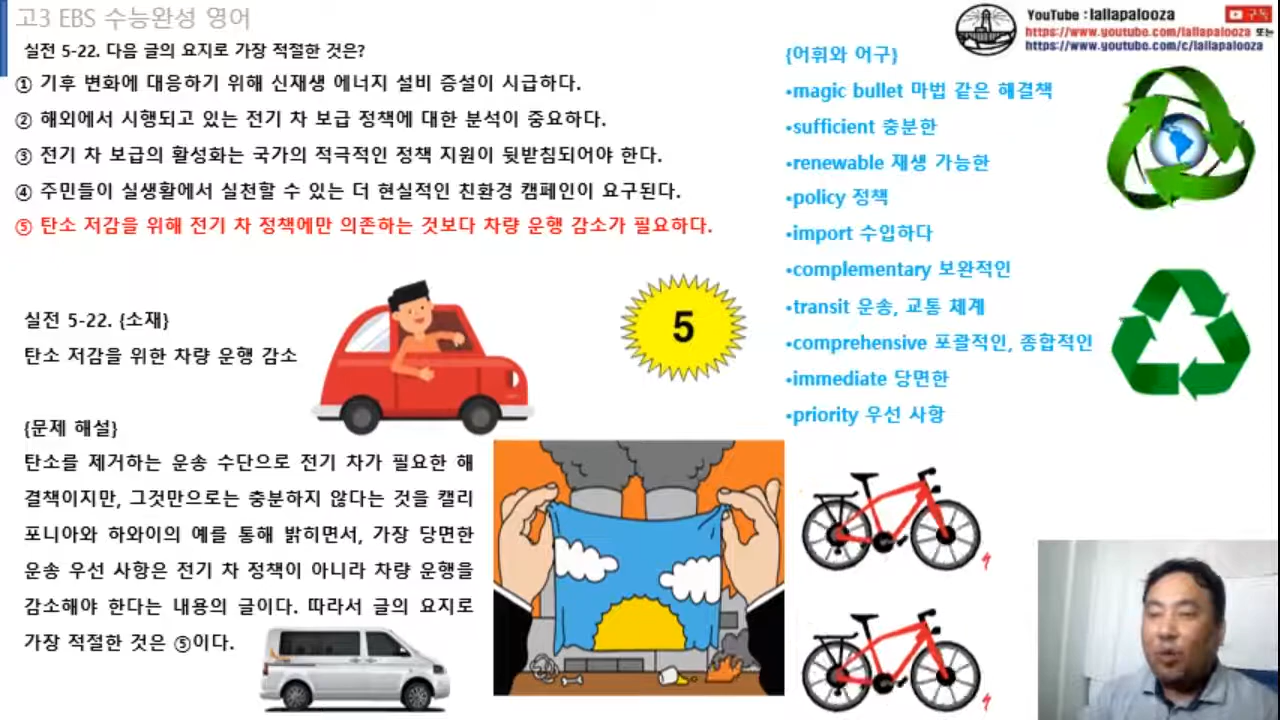 고3 EBS 수능완성 영어
실전 5-22. 다음 글의 요지로 가장 적절한 것은?
① 기후 변화에 대응하기 위해 신재생 에너지 설비 증설이 시급하다.
② 해외에서 시행되고 있는 전기 차 보급 정책에 대한 분석이 중요하다.
③ 전기 차 보급의 활성화는 국가의 적극적인 정책 지원이 뒷받침되어야 한다.
④ 주민들이 실생활에서 실천할 수 있는 더 현실적인 친환경 캠페인이 요구된다.
⑤ 탄소 저감을 위해 전기 차 정책에만 의존하는 것보다 차량 운행 감소가 필요하다.
실전 5-22. {소재}
탄소 저감을 위한 차량 운행 감소
5
{문제 해설}
탄소를 제거하는 운송 수단으로 전기 차가 필요한 해
결책이지만, 그것만으로는 충분하지 않다는 것을 캘리
포니아와 하와이의 예를 통해 밝히면서, 가장 당면한
운송 우선 사항은 전기 차 정책이 아니라 차량 운행을
감소해야 한다는 내용의 글이다. 따라서 글의 요지로
가장 적절한 것은 ⑤이다.
YouTube : lallapalooza
구독
https://www.youtube.com/lallapalooza 또는
https://www.youtube.com/c/lallapalooza
{어휘와 어구}
•magic bullet 마법 같은 해결책
•sufficient 충분한
•renewable 재생 가능한
•policy 정책
•import 수입하다
•complementary 보완적인
•transit 운송, 교통 체계
•comprehensive 포괄적인, 종합적인
•immediate 당면한
•priority 우선 사항